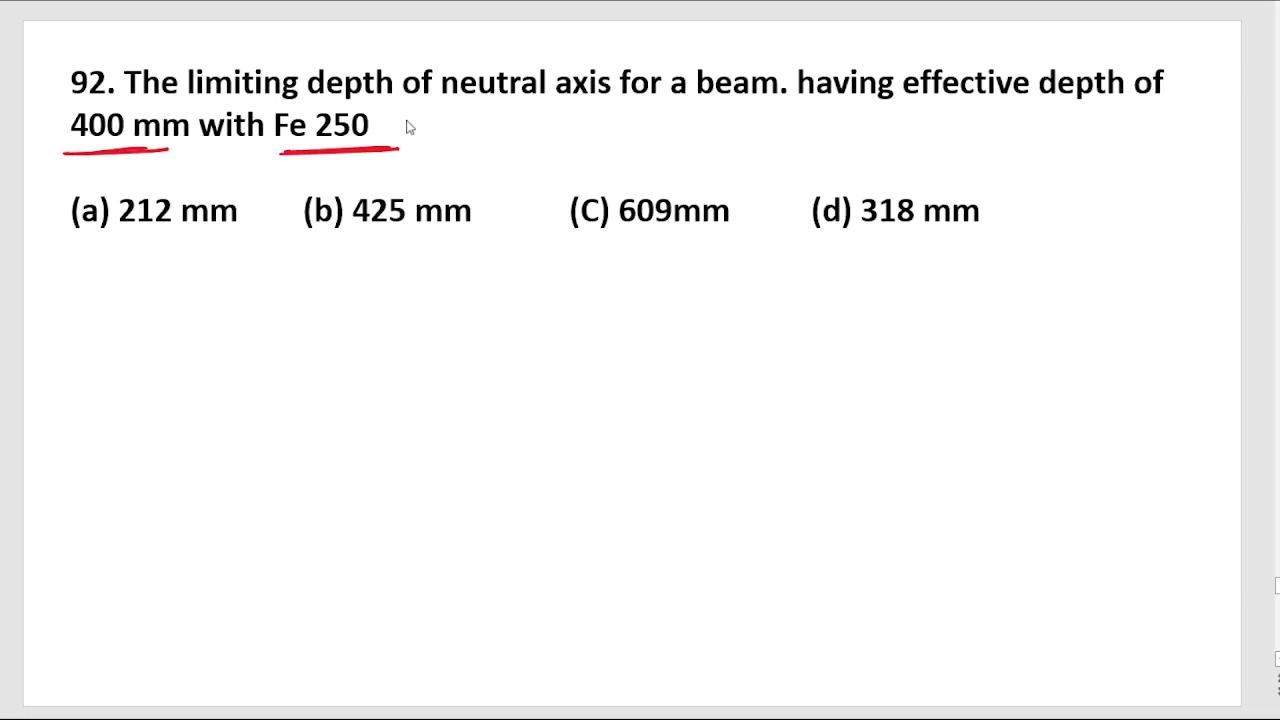 92. The limiting depth of neutral axis for a beam. having effective depth of
400 mm with Fe 250
(a) 212 mm (b) 425 mm (C) 609mm (d) 318 mm